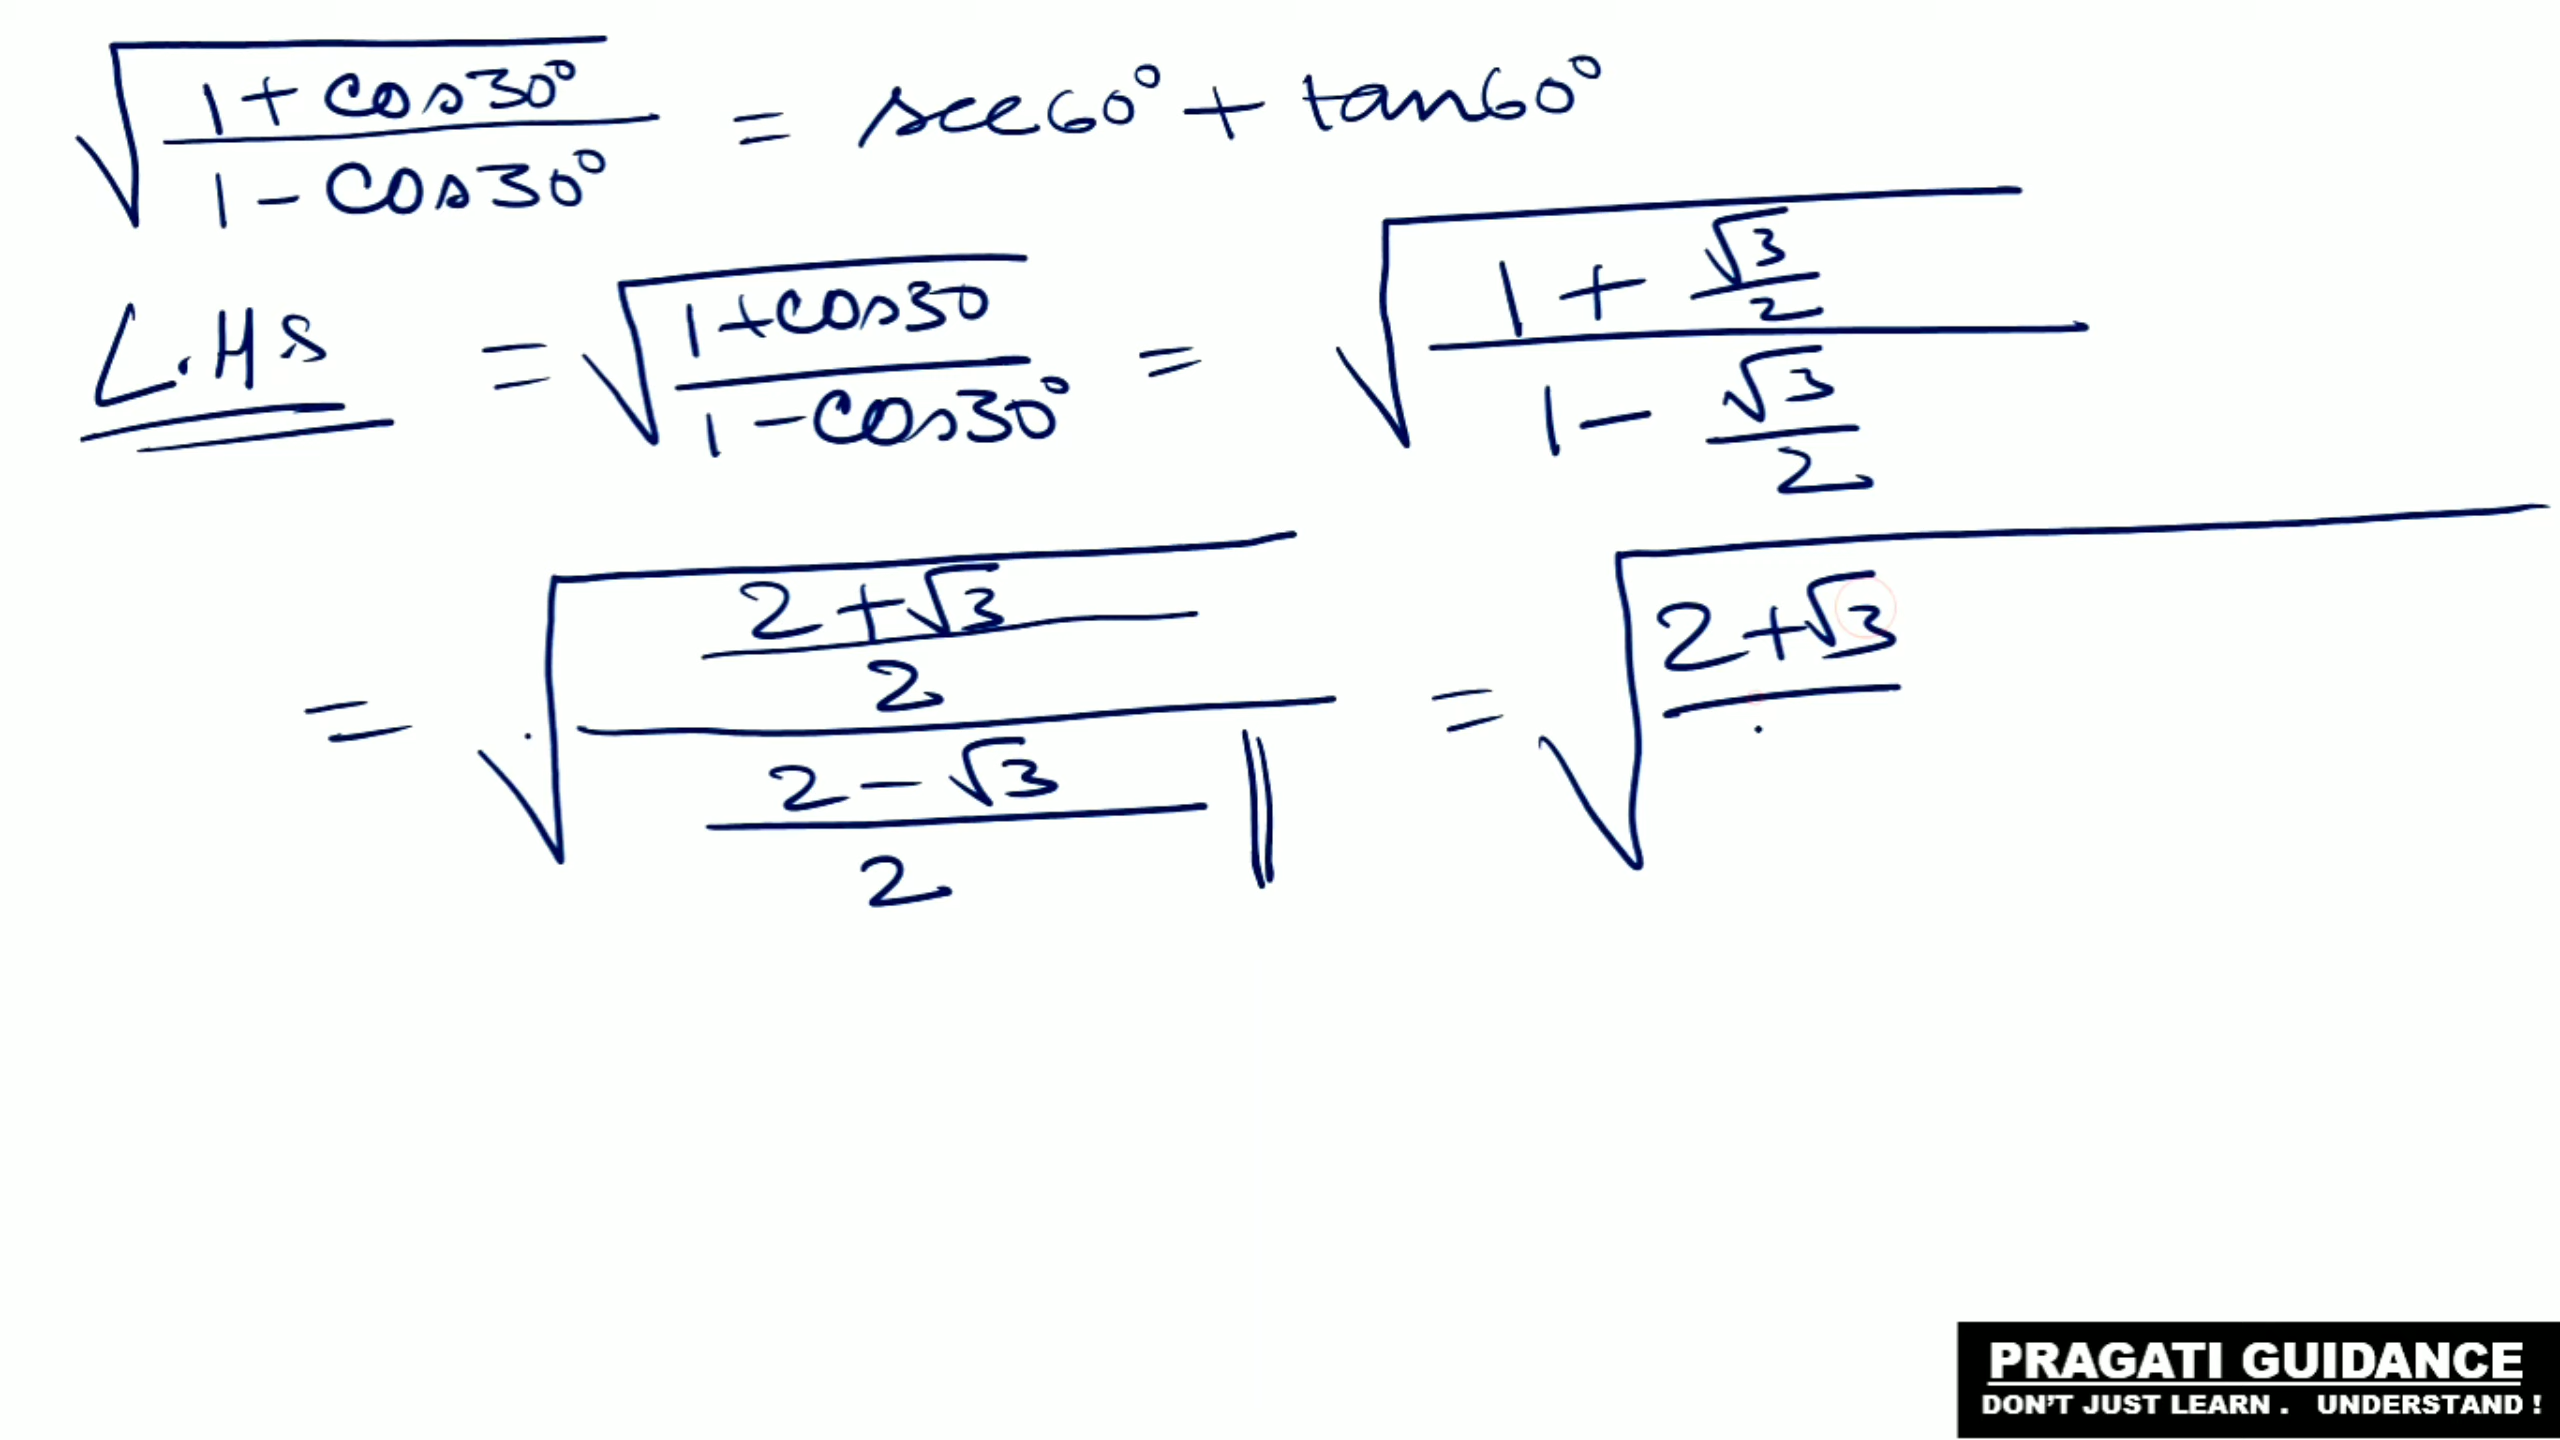 √((1 + cos30°)/(1 - cos30°)) = sec60° + tan60°
L.HS = √((1+cos30)/(1-cos30°)) = √((1 + √3/2)/(1 - √3/2))
= √(((2+√3)/2)/((2-√3)/2)) = √((2+√3)/
PRAGATI GUIDANCE
DON'T JUST LEARN . UNDERSTAND !